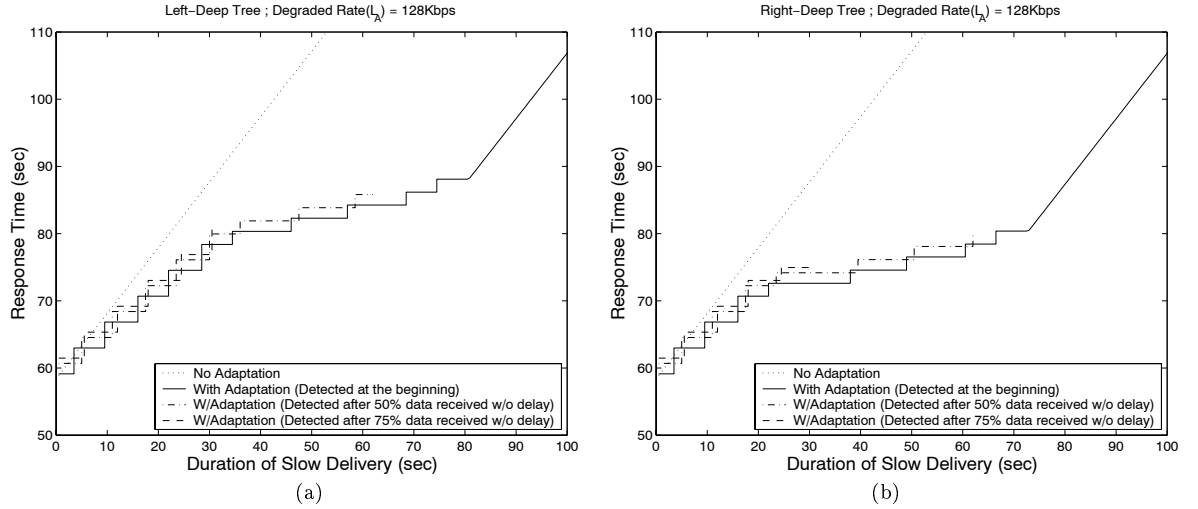 Left-Deep Tree ; Degraded Rate(L_A) = 128Kbps
110
100
90
80
70
60
50
Response Time (sec)
No Adaptation
With Adaptation (Detected at the beginning)
W/Adaptation (Detected after 50% data received w/o delay)
W/Adaptation (Detected after 75% data received w/o delay)
0 10 20 30 40 50 60 70 80 90 100
Duration of Slow Delivery (sec)
(a)
Right-Deep Tree ; Degraded Rate(L_A) = 128Kbps
110
100
90
80
70
60
50
Response Time (sec)
No Adaptation
With Adaptation (Detected at the beginning)
W/Adaptation (Detected after 50% data received w/o delay)
W/Adaptation (Detected after 75% data received w/o delay)
0 10 20 30 40 50 60 70 80 90 100
Duration of Slow Delivery (sec)
(b)